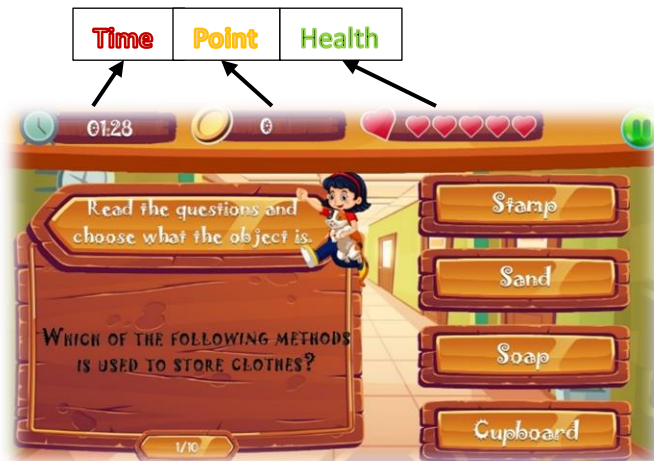 Time Point Health
01:28 0
Read the questions and
choose what the object is.
Stamp
Sand
WHICH OF THE FOLLOWING METHODS
IS USED TO STORE CLOTHES?
Soap
Cupboard
1/10